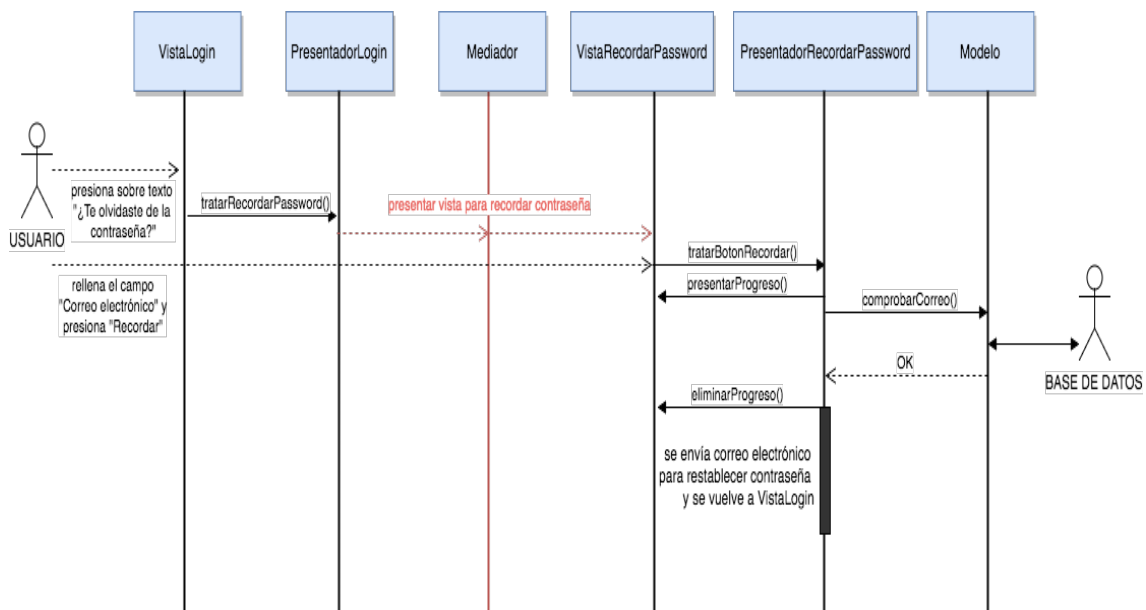 VistaLogin
PresentadorLogin
Mediador
VistaRecordarPassword
PresentadorRecordarPassword
Modelo
presiona sobre texto
"¿Te olvidaste de la
contraseña?"
USUARIO
tratarRecordarPassword()
presentar vista para recordar contraseña
rellena el campo
"Correo electrónico" y
presiona "Recordar"
tratarBotonRecordar()
presentarProgreso()
comprobarCorreo()
OK
BASE DE DATOS
eliminarProgreso()
se envía correo electrónico
para restablecer contraseña
y se vuelve a VistaLogin